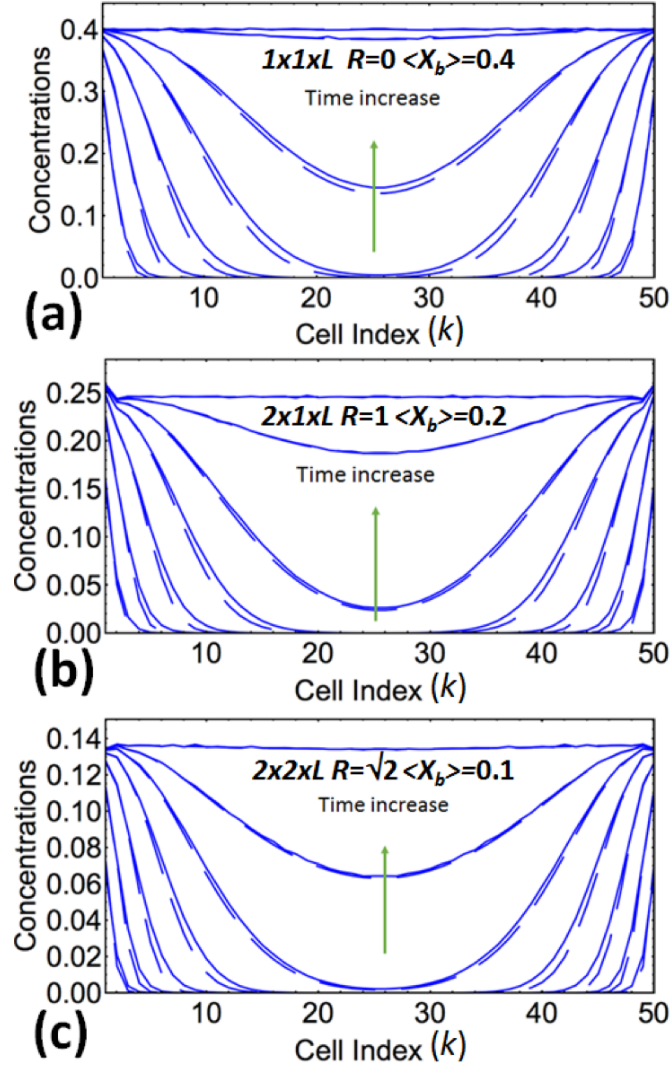 0.4
0.3
0.2
0.1
0.0
Concentrations
1x1xL R=0 <X_b>=0.4
Time increase
10 20 30 40 50
Cell Index (k)
(a)
0.25
0.20
0.15
0.10
0.05
0.00
Concentrations
2x1xL R=1 <X_b>=0.2
Time increase
10 20 30 40 50
Cell Index (k)
(b)
0.14
0.12
0.10
0.08
0.06
0.04
0.02
0.00
Concentrations
2x2xL R=√2 <X_b>=0.1
Time increase
10 20 30 40 50
Cell Index (k)
(c)